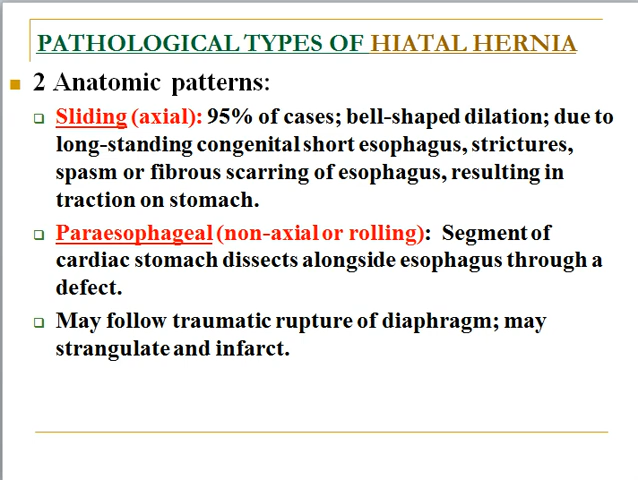 PATHOLOGICAL TYPES OF HIATAL HERNIA
2 Anatomic patterns:
Sliding (axial): 95% of cases; bell-shaped dilation; due to
long-standing congenital short esophagus, strictures,
spasm or fibrous scarring of esophagus, resulting in
traction on stomach.
Paraesophageal (non-axial or rolling): Segment of
cardiac stomach dissects alongside esophagus through a
defect.
May follow traumatic rupture of diaphragm; may
strangulate and infarct.